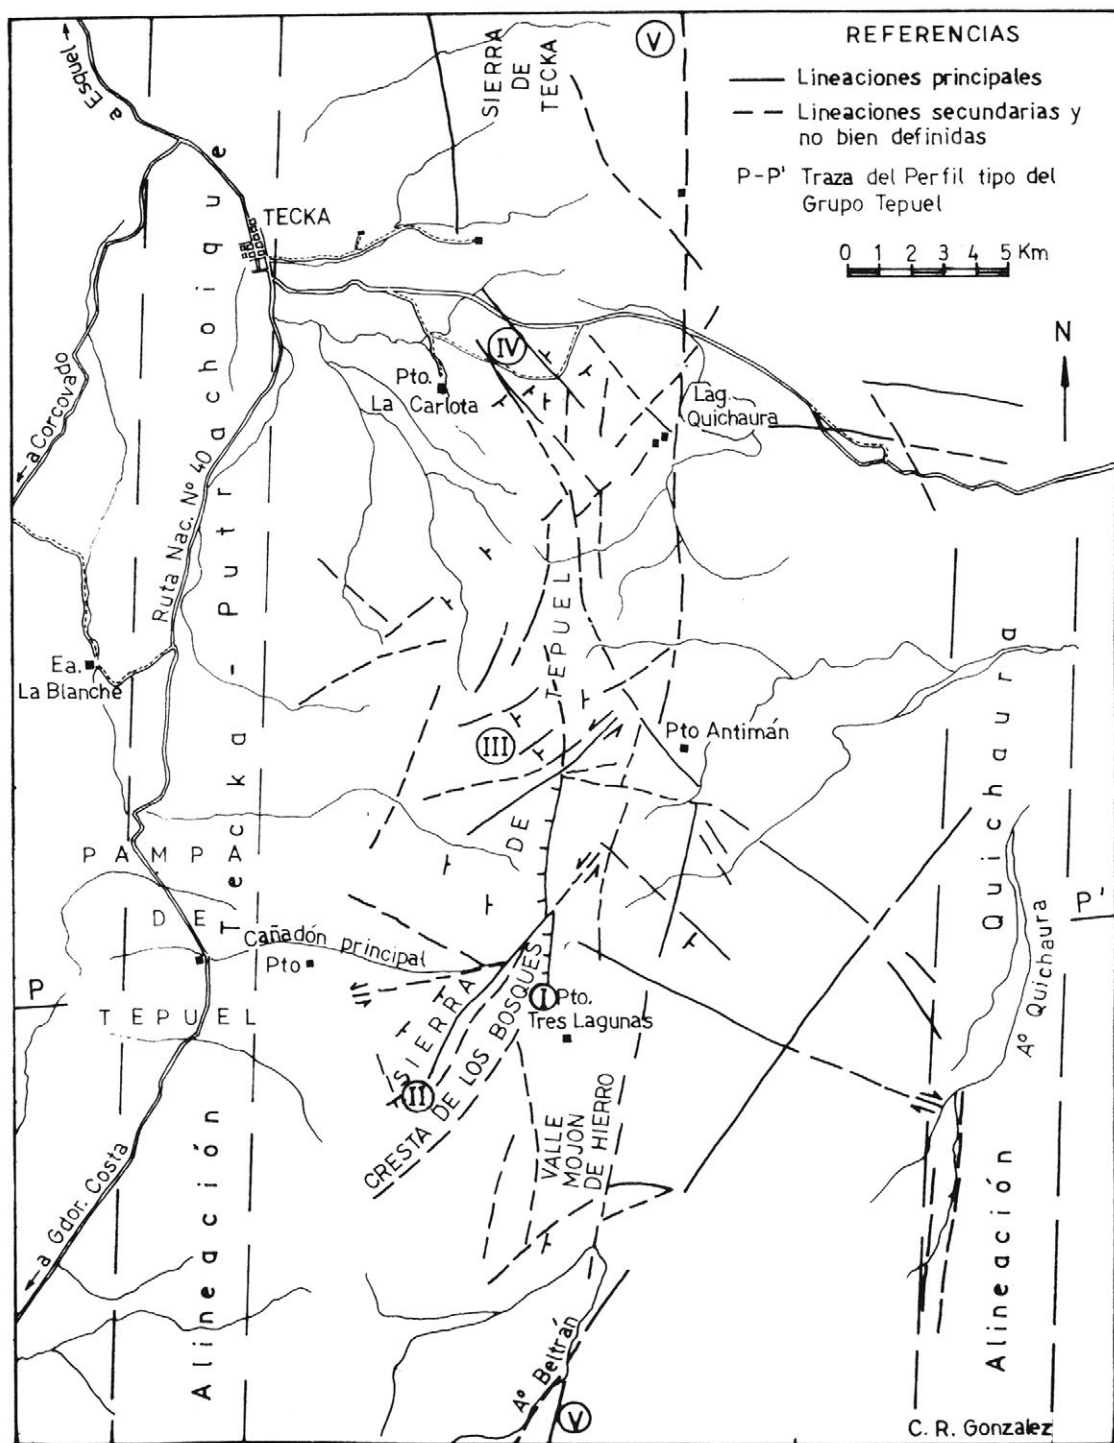 REFERENCIAS
Lineaciones principales
Lineaciones secundarias y
no bien definidas
P-P' Traza del Perfil tipo del
Grupo Tepuel
0 1 2 3 4 5 Km
N
V
SIERRA
DE
TECKA
a Esquel
TECKA
a Corcovado
Ruta Nac. Nº 40
Alineación Tecka - Putrachoique
IV
Pto.
La Carlota
Lag.
Quichaura
Ea.
La Blanche
III
Pto Antimán
SIERRA DE TEPUEL
PAMPA
DE
TEPUEL
Cañadón principal
Pto
P
P'
I
Pto.
Tres Lagunas
II
CRESTA DE LOS BOSQUES
VALLE
MOJON
DE HIERRO
Aº Quichaura
Alineación Quichaura
a Gdor. Costa
Aº Beltrán
V
C. R. Gonzalez